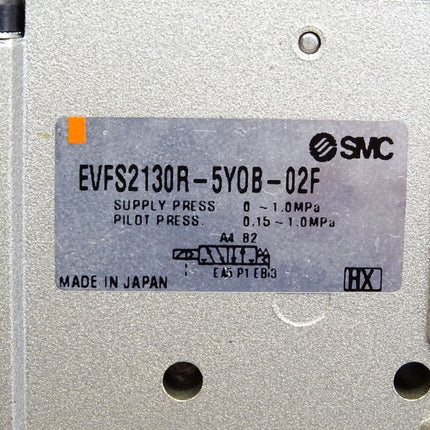 SMC
EVFS2130R-5YOB-02F
SUPPLY PRESS 0 ~1.0MPa
PILOT PRESS. 0.15~1.0MPa
A4 B2
EA5 P1 EB3
MADE IN JAPAN HX